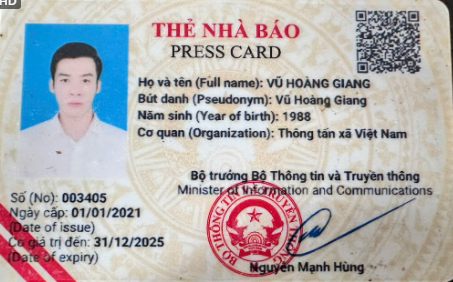 HD
THẺ NHÀ BÁO
PRESS CARD
Họ và tên (Full name): VŨ HOÀNG GIANG
Bút danh (Pseudonym): Vũ Hoàng Giang
Năm sinh (Year of birth): 1988
Cơ quan (Organization): Thông tấn xã Việt Nam
Bộ trưởng Bộ Thông tin và Truyền thông
Minister of Information and Communications
Số (No): 003405
Ngày cấp: 01/01/2021
(Date of issue)
Có giá trị đến: 31/12/2025
(Date of expiry)
BỘ THÔNG TIN VÀ TRUYỀN THÔNG
Nguyễn Mạnh Hùng